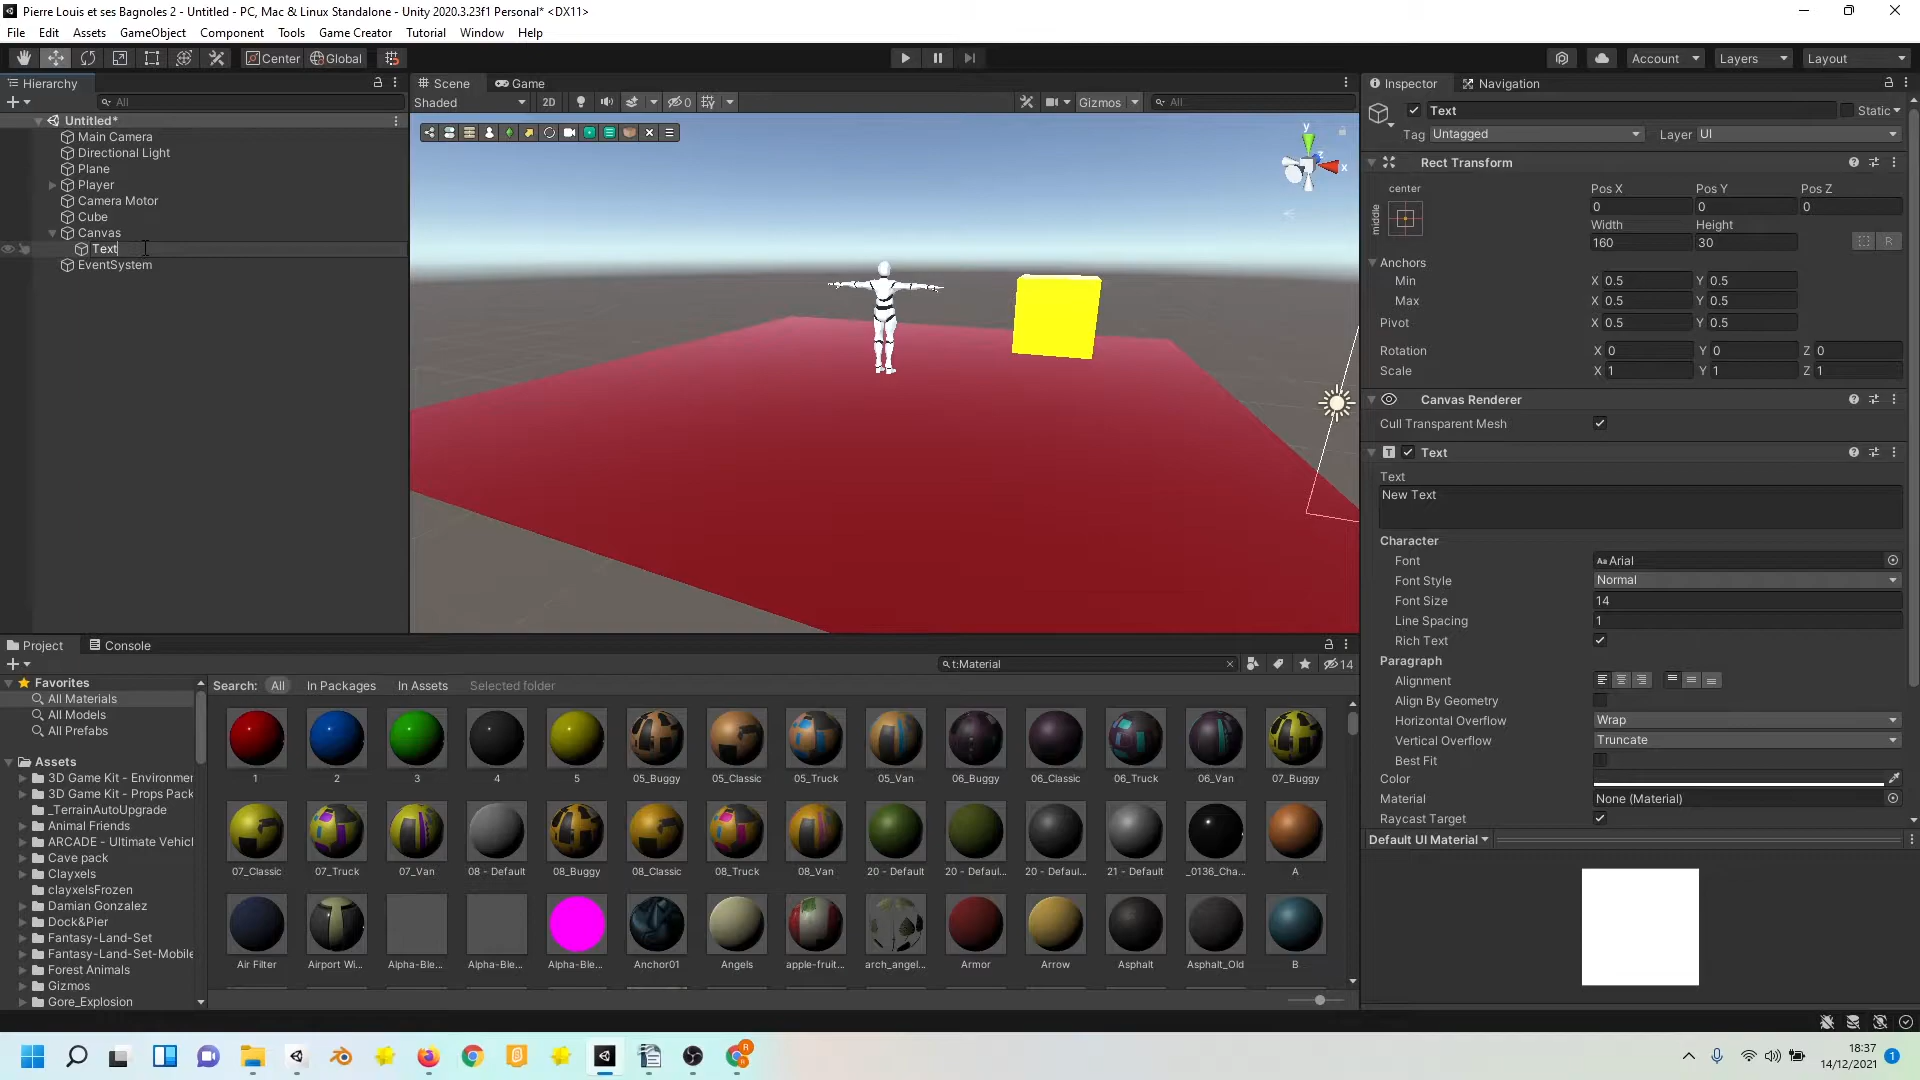 Pierre Louis et ses Bagnoles 2 - Untitled - PC, Mac & Linux Standalone - Unity 2020.3.23f1 Personal* <DX11>
File Edit Assets GameObject Component Tools Game Creator Tutorial Window Help
Center Global Account Layers Layout
Hierarchy
All
Untitled*
Main Camera
Directional Light
Plane
Player
Camera Motor
Cube
Canvas
Text
EventSystem
Scene Game
Shaded 2D 0 Gizmos All
y
x
Inspector Navigation
Text Static
Tag Untagged Layer UI
Rect Transform
center
middle
Pos X Pos Y Pos Z
0 0 0
Width Height
160 30
R
Anchors
Min X 0.5 Y 0.5
Max X 0.5 Y 0.5
Pivot X 0.5 Y 0.5
Rotation X 0 Y 0 Z 0
Scale X 1 Y 1 Z 1
Canvas Renderer
Cull Transparent Mesh
T Text
Text
New Text
Character
Font Aa Arial
Font Style Normal
Font Size 14
Line Spacing 1
Rich Text
Paragraph
Alignment
Align By Geometry
Horizontal Overflow Wrap
Vertical Overflow Truncate
Best Fit
Color
Material None (Material)
Raycast Target
Default UI Material
Project Console
t:Material 14
Favorites
All Materials
All Models
All Prefabs
Assets
3D Game Kit - Environmer
3D Game Kit - Props Pack
_TerrainAutoUpgrade
Animal Friends
ARCADE - Ultimate Vehicl
Cave pack
Clayxels
clayxelsFrozen
Damian Gonzalez
Dock&Pier
Fantasy-Land-Set
Fantasy-Land-Set-Mobile
Forest Animals
Gizmos
Gore_Explosion
Search: All In Packages In Assets Selected folder
1 2 3 4 5 05_Buggy 05_Classic 05_Truck 05_Van 06_Buggy 06_Classic 06_Truck 06_Van 07_Buggy
07_Classic 07_Truck 07_Van 08 - Default 08_Buggy 08_Classic 08_Truck 08_Van 20 - Default 20 - Defaul... 20 - Defaul... 21 - Default _0136_Cha... A
Air Filter Airport Wi... Alpha-Ble... Alpha-Ble... Alpha-Ble... Anchor01 Angels apple-fruit... arch_angel... Armor Arrow Asphalt Asphalt_Old B
18:37
14/12/2021
1